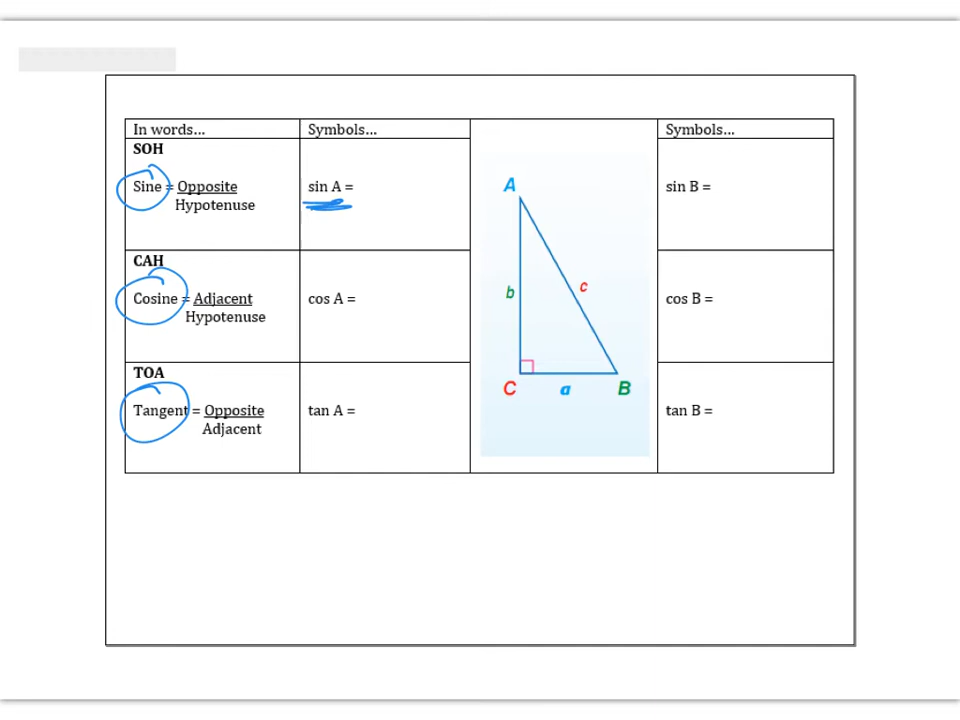 In words...
Symbols...
Symbols...
SOH
Sine = Opposite
Hypotenuse
sin A =
sin B =
CAH
Cosine = Adjacent
Hypotenuse
cos A =
cos B =
TOA
Tangent = Opposite
Adjacent
tan A =
tan B =
A
b
c
C
a
B